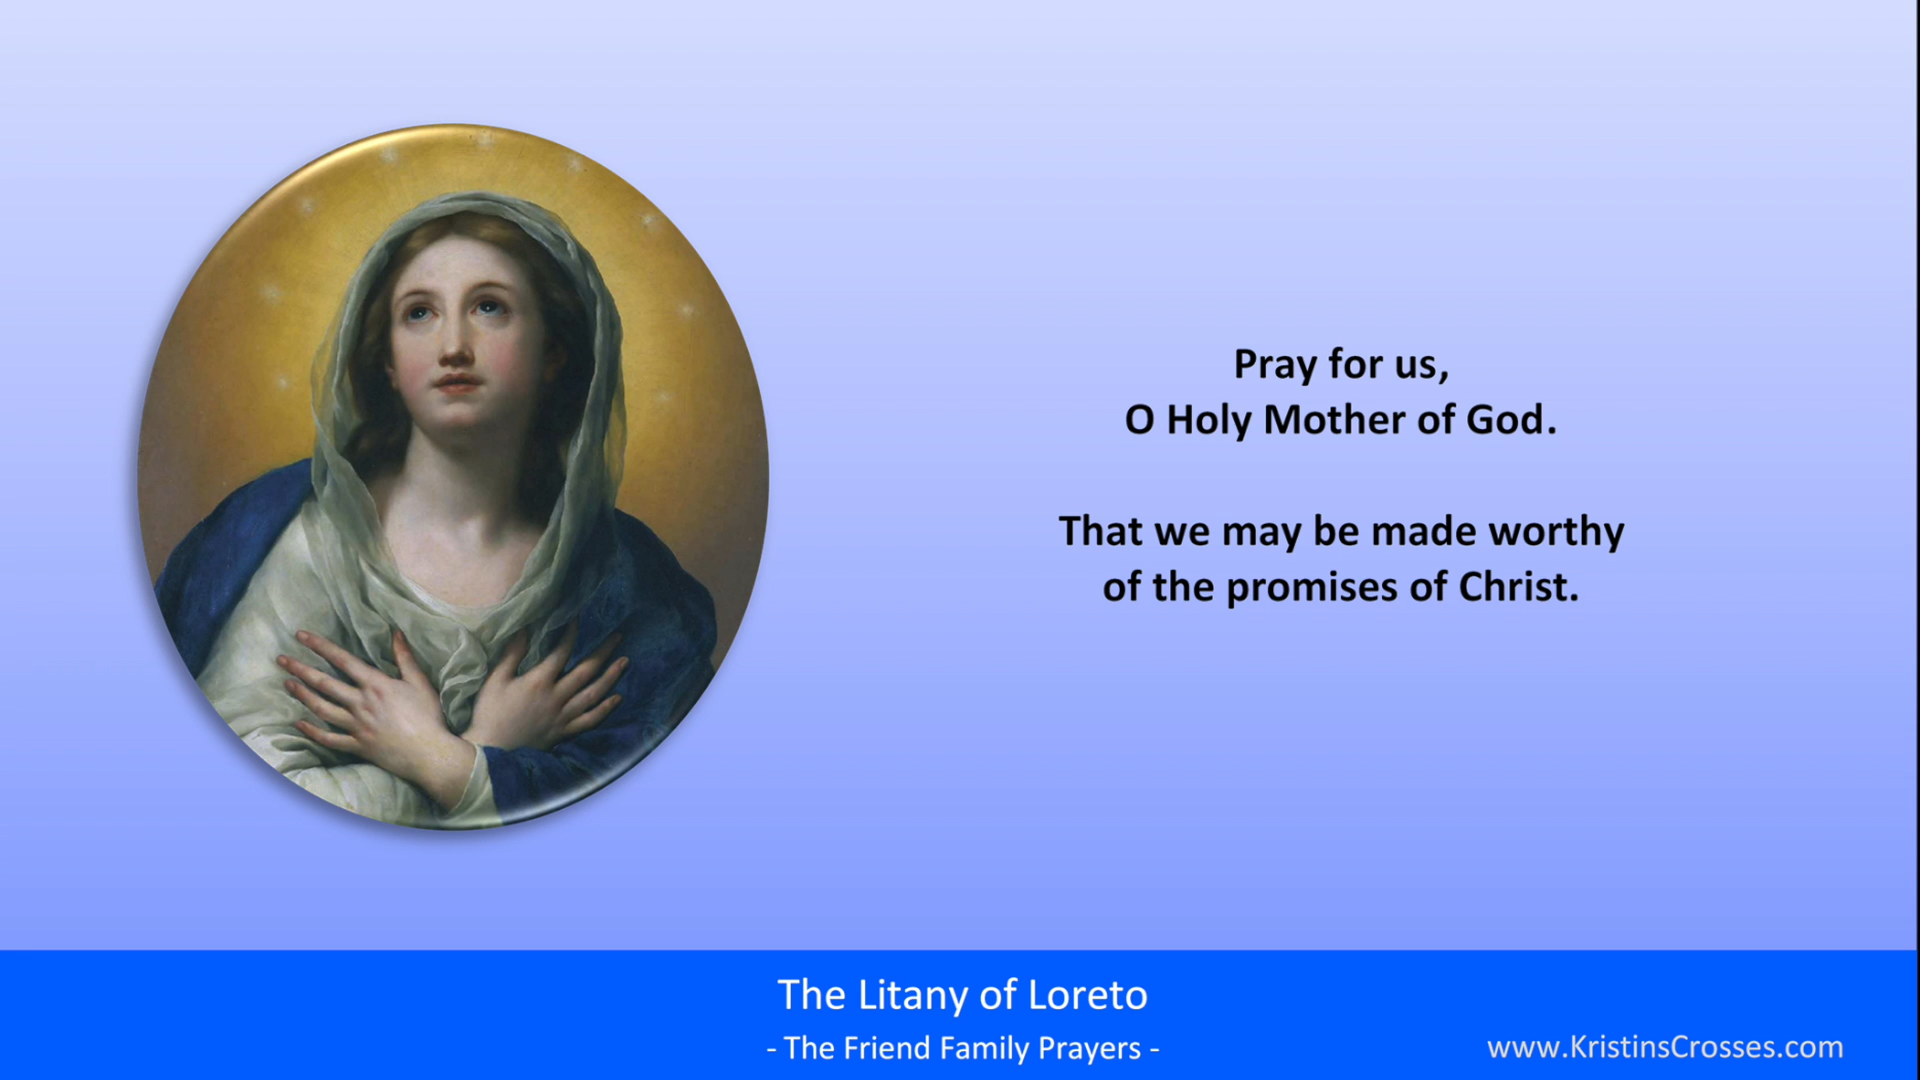 Pray for us,
O Holy Mother of God.
That we may be made worthy
of the promises of Christ.
The Litany of Loreto
- The Friend Family Prayers -
www.KristinsCrosses.com